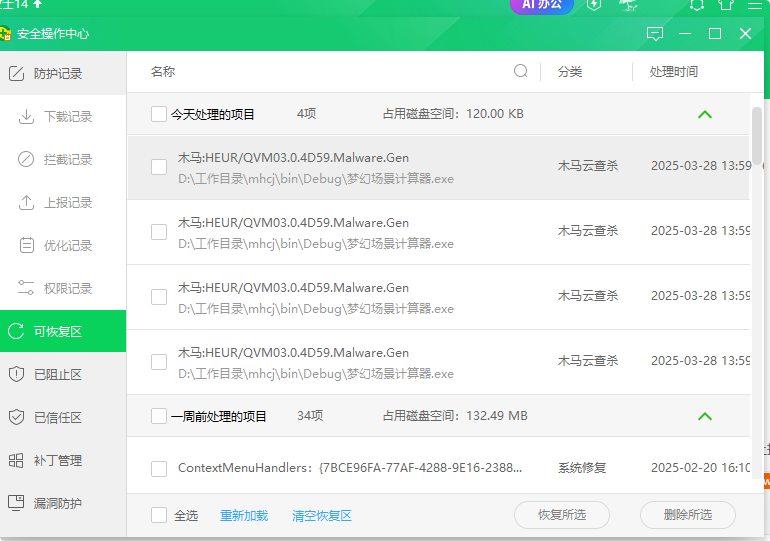 士14
AI 办公
安全操作中心
防护记录
下载记录
拦截记录
上报记录
优化记录
权限记录
可恢复区
已阻止区
已信任区
补丁管理
漏洞防护
名称 分类 处理时间
今天处理的项目 4项 占用磁盘空间：120.00 KB
木马:HEUR/QVM03.0.4D59.Malware.Gen
D:\工作目录\mhcj\bin\Debug\梦幻场景计算器.exe
木马云查杀 2025-03-28 13:59
木马:HEUR/QVM03.0.4D59.Malware.Gen
D:\工作目录\mhcj\bin\Debug\梦幻场景计算器.exe
木马云查杀 2025-03-28 13:59
木马:HEUR/QVM03.0.4D59.Malware.Gen
D:\工作目录\mhcj\bin\Debug\梦幻场景计算器.exe
木马云查杀 2025-03-28 13:59
木马:HEUR/QVM03.0.4D59.Malware.Gen
D:\工作目录\mhcj\bin\Debug\梦幻场景计算器.exe
木马云查杀 2025-03-28 13:59
一周前处理的项目 34项 占用磁盘空间：132.49 MB
ContextMenuHandlers：{7BCE96FA-77AF-4288-9E16-2388... 系统修复 2025-02-20 16:10
全选 重新加载 清空恢复区 恢复所选 删除所选